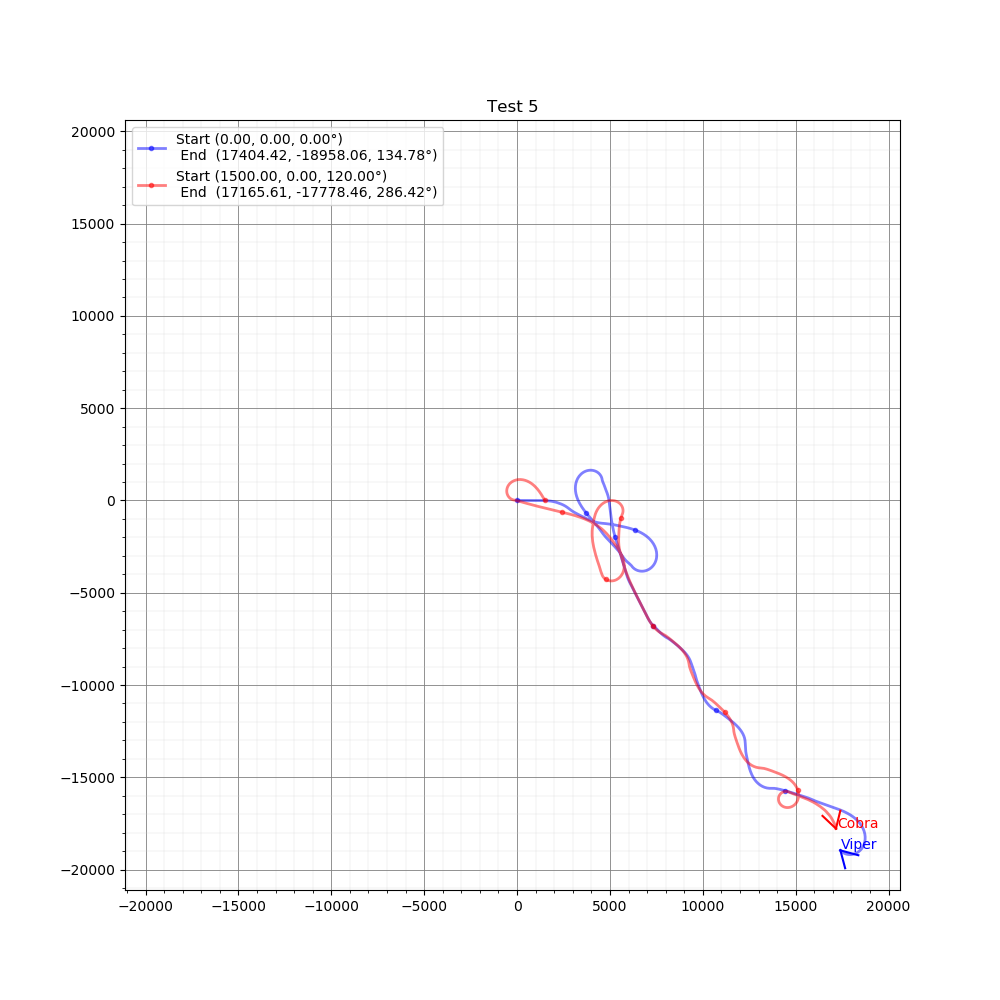 Test 5
Start (0.00, 0.00, 0.00°)
End (17404.42, -18958.06, 134.78°)
Start (1500.00, 0.00, 120.00°)
End (17165.61, -17778.46, 286.42°)
20000
15000
10000
5000
0
−5000
−10000
−15000
−20000
Cobra
Viper
−20000 −15000 −10000 −5000 0 5000 10000 15000 20000